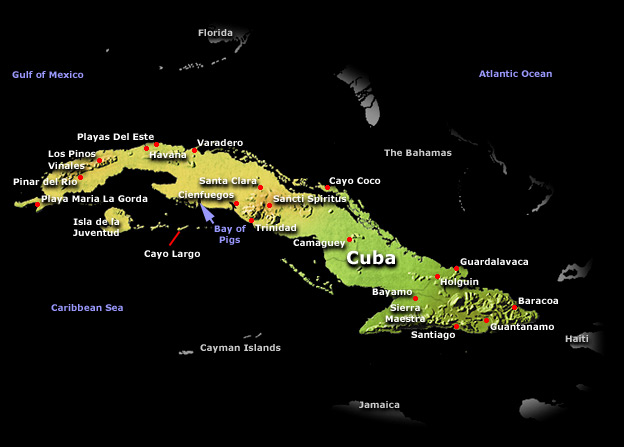 Florida
Gulf of Mexico
Atlantic Ocean
Playas Del Este
Varadero
Havana
Los Pinos
The Bahamas
Viñales
Pinar del Rio
Santa Clara
Cayo Coco
Cienfuegos
Sancti Spiritus
Playa Maria La Gorda
Isla de la
Juventud
Bay of
Pigs
Trinidad
Camaguey
Cayo Largo
Cuba
Guardalavaca
Holguin
Bayamo
Baracoa
Caribbean Sea
Sierra
Maestra
Guantanamo
Santiago
Haiti
Cayman Islands
Jamaica